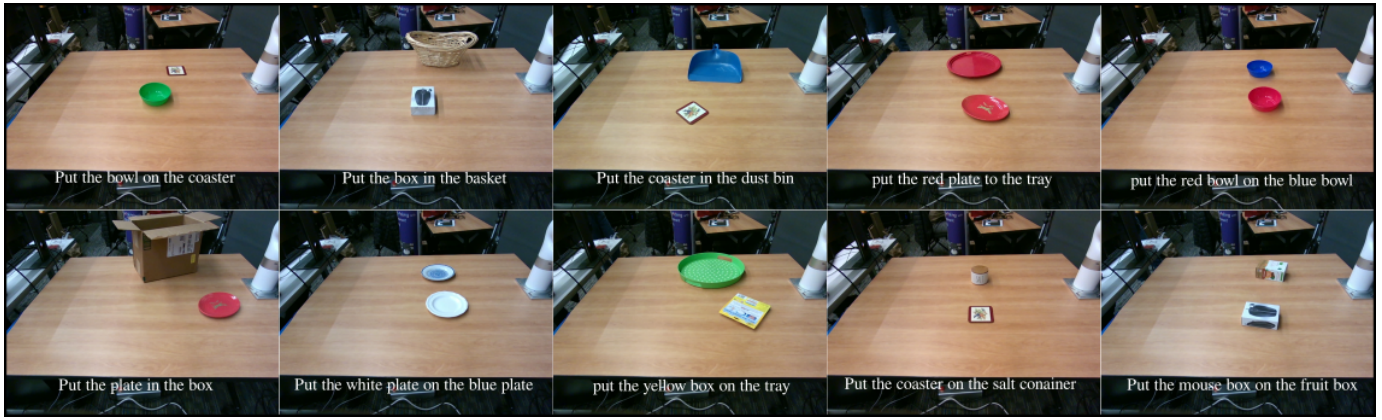 Put the bowl on the coaster
Put the box in the basket
Put the coaster in the dust bin
put the red plate to the tray
put the red bowl on the blue bowl
Put the plate in the box
Put the white plate on the blue plate
put the yellow box on the tray
Put the coaster on the salt conainer
Put the mouse box on the fruit box